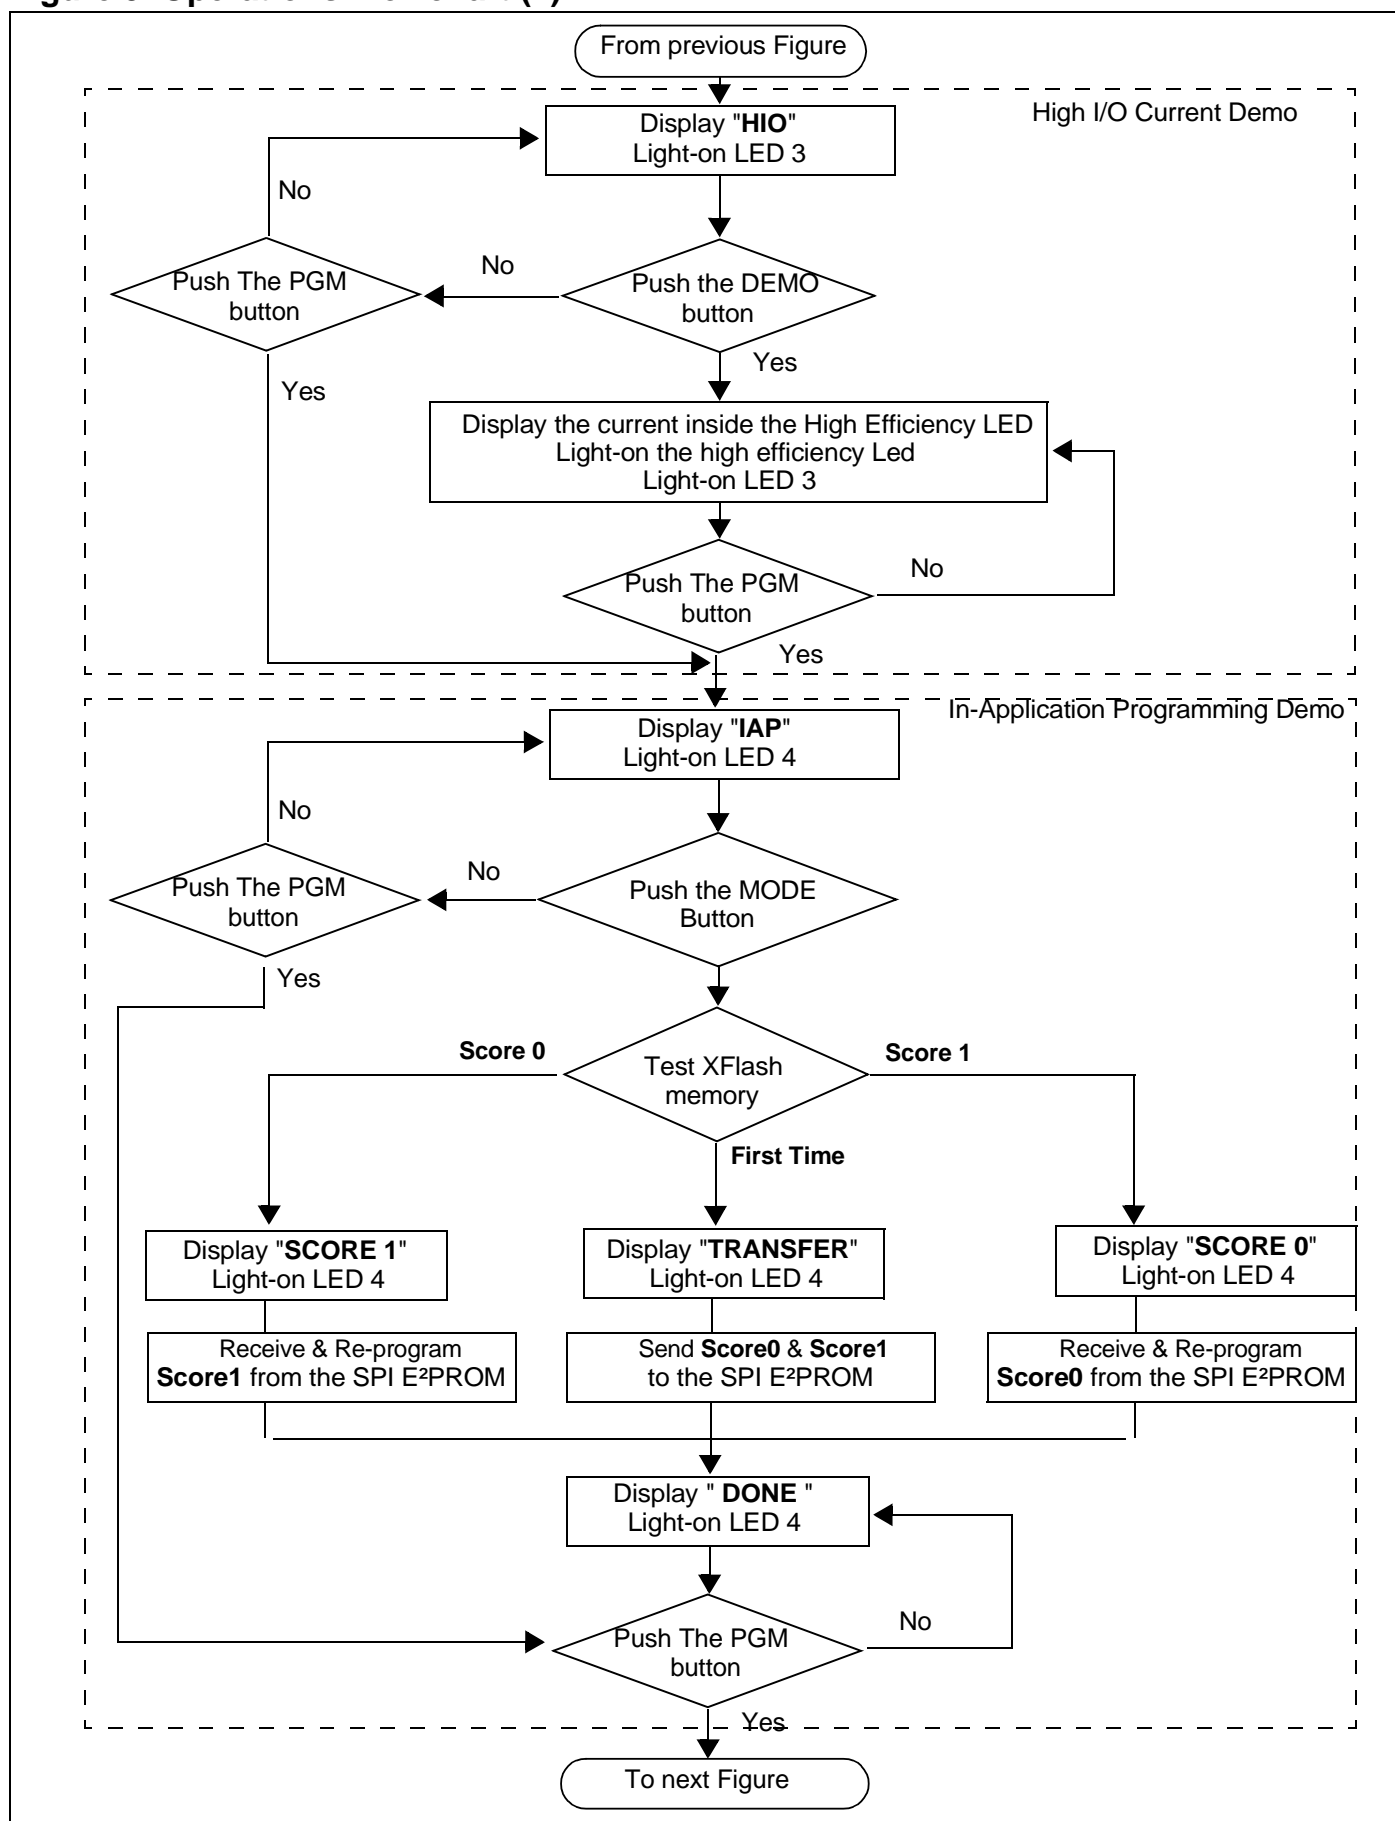 From previous Figure
High I/O Current Demo
Display "HIO"
Light-on LED 3
No
Push The PGM
button
No
Push the DEMO
button
Yes
Yes
Display the current inside the High Efficiency LED
Light-on the high efficiency Led
Light-on LED 3
Push The PGM
button
No
Yes
In-Application Programming Demo
Display "IAP"
Light-on LED 4
No
Push The PGM
button
No
Push the MODE
Button
Yes
Score 0
Test XFlash
memory
Score 1
First Time
Display "SCORE 1"
Light-on LED 4
Display "TRANSFER"
Light-on LED 4
Display "SCORE 0"
Light-on LED 4
Receive & Re-program
Score1 from the SPI E²PROM
Send Score0 & Score1
to the SPI E²PROM
Receive & Re-program
Score0 from the SPI E²PROM
Display " DONE "
Light-on LED 4
Push The PGM
button
No
Yes
To next Figure